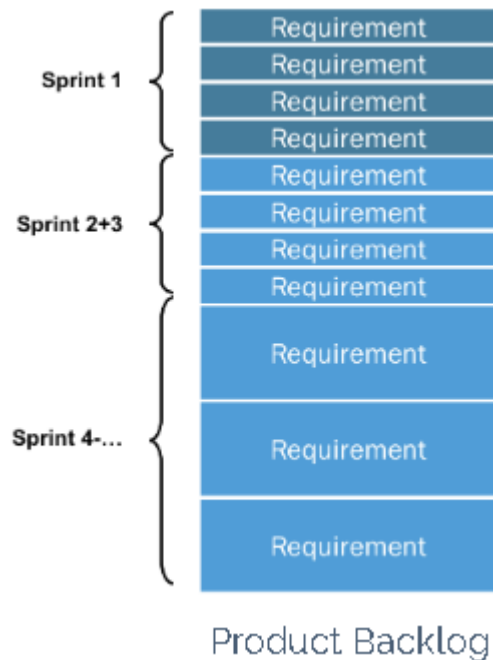 Requirement
Requirement
Sprint 1
Requirement
Requirement
Requirement
Requirement
Sprint 2+3
Requirement
Requirement
Requirement
Sprint 4-...
Requirement
Requirement
Product Backlog